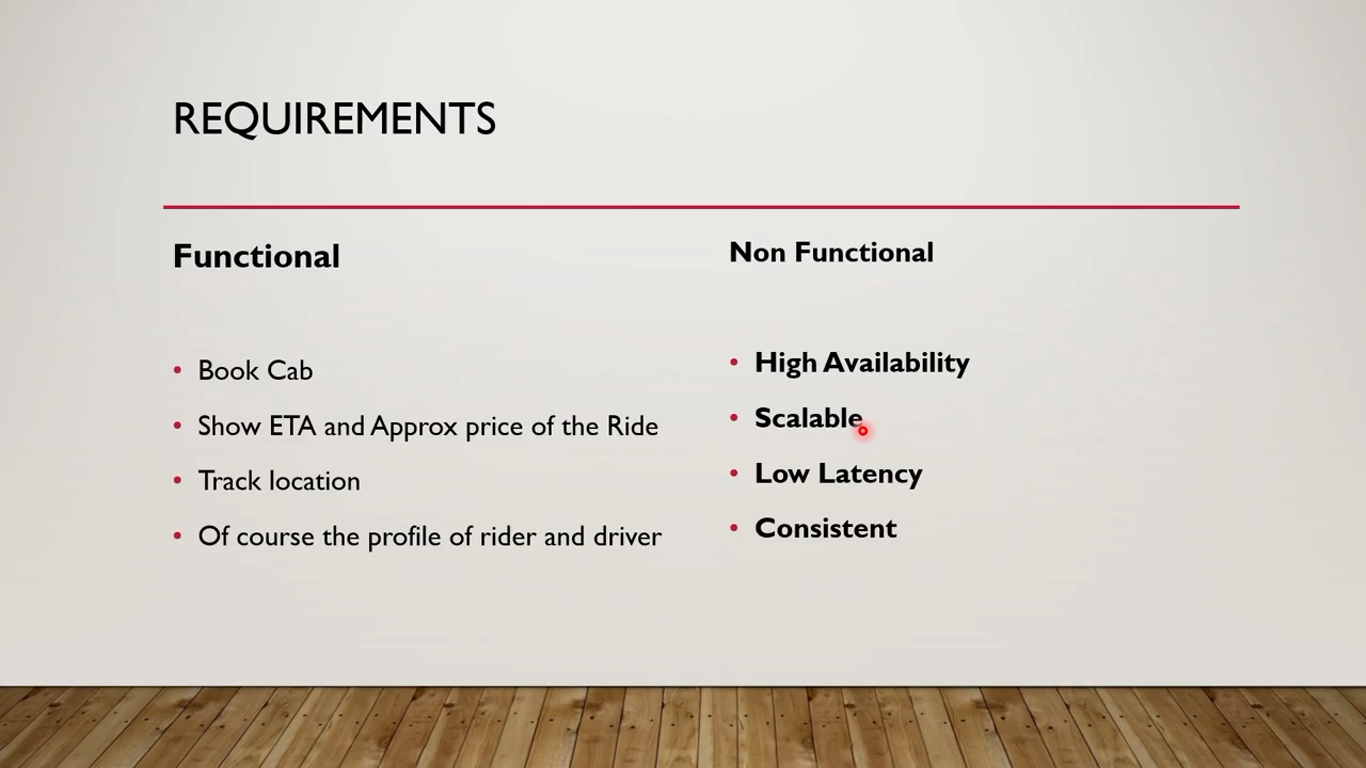 REQUIREMENTS
Functional
Book Cab
Show ETA and Approx price of the Ride
Track location
Of course the profile of rider and driver
Non Functional
High Availability
Scalable
Low Latency
Consistent